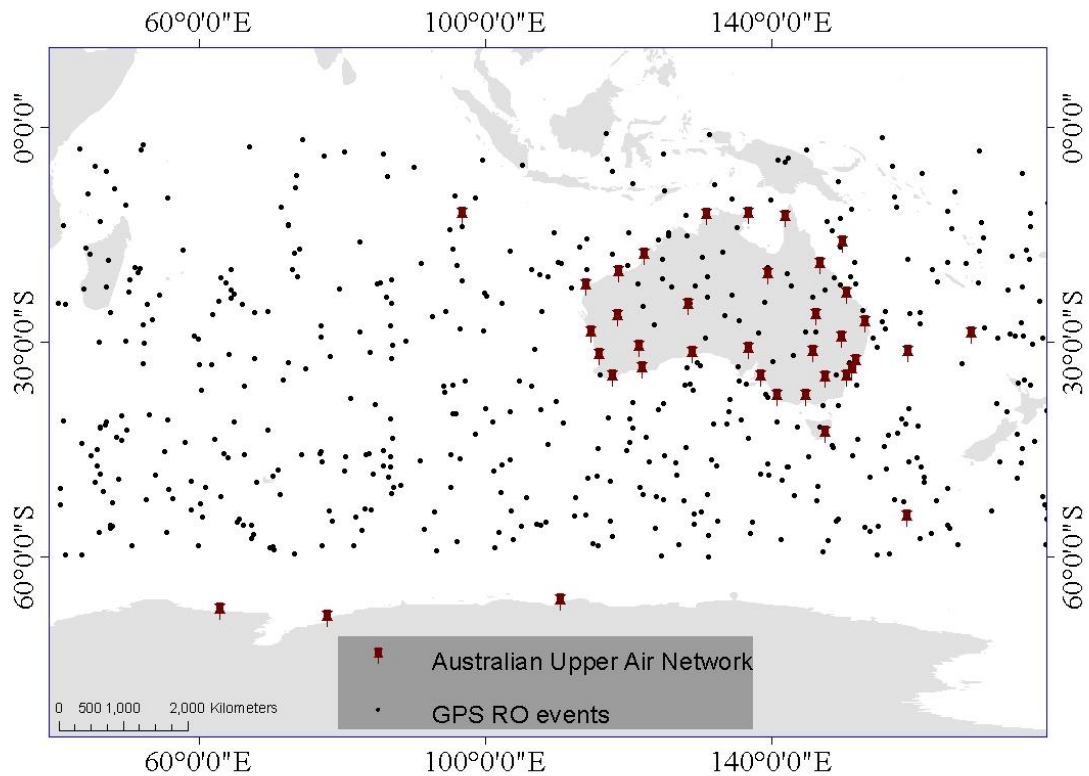 60°0'0"E 100°0'0"E 140°0'0"E
0°0'0" 0°0'0"
30°0'0"S 30°0'0"S
60°0'0"S 60°0'0"S
Australian Upper Air Network
GPS RO events
0 500 1,000 2,000 Kilometers
60°0'0"E 100°0'0"E 140°0'0"E